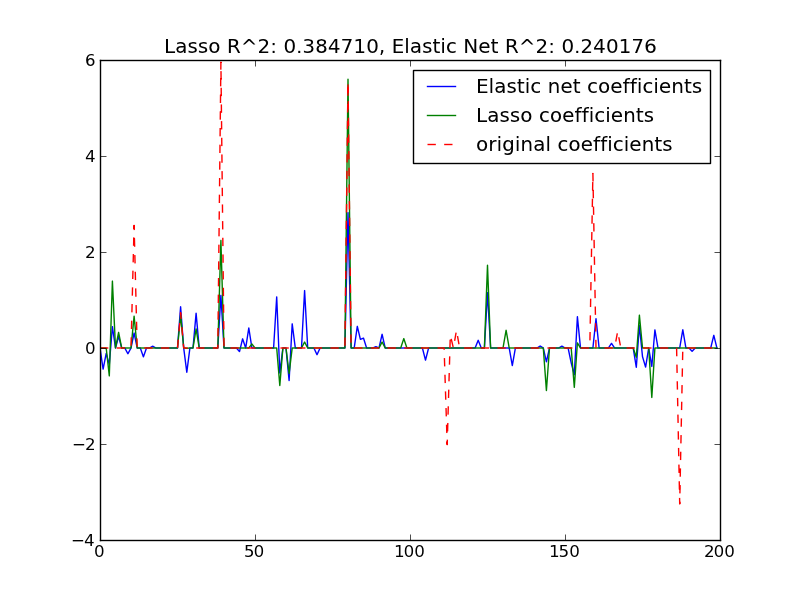 Lasso R^2: 0.384710, Elastic Net R^2: 0.240176
6
4
2
0
−2
−4
Elastic net coefficients
Lasso coefficients
original coefficients
0
50
100
150
200